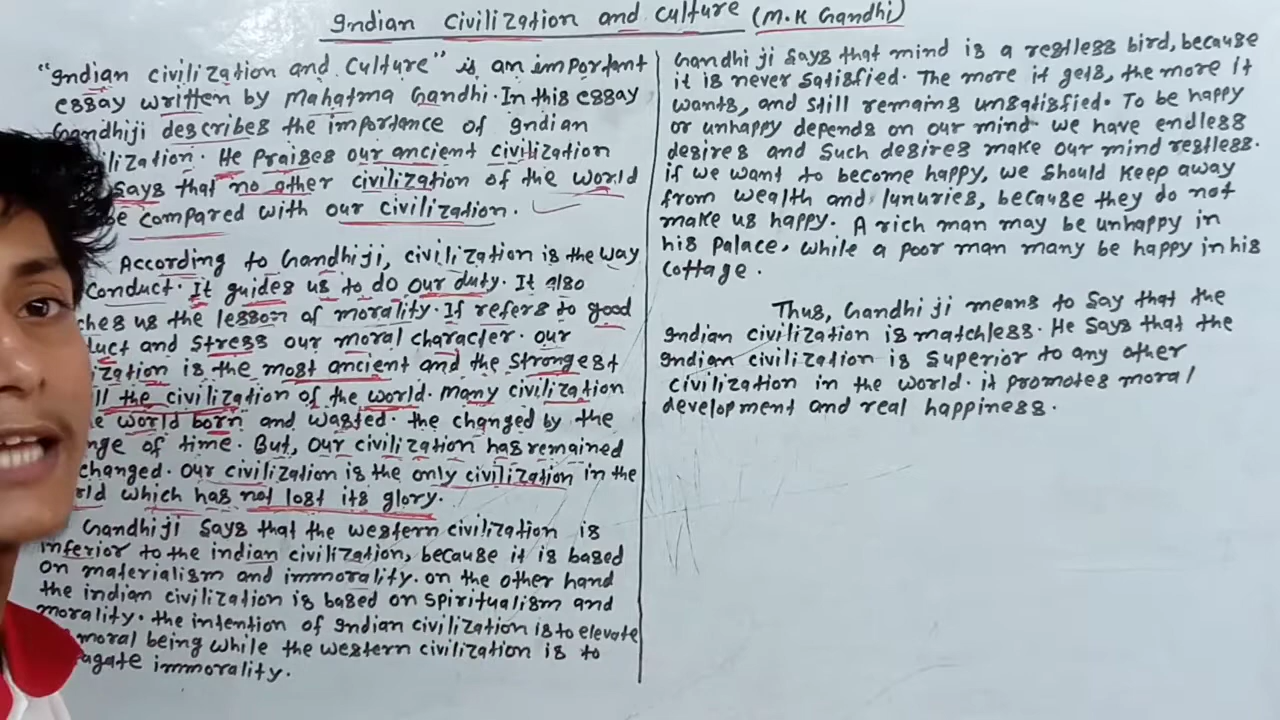 Indian Civilization and Culture (M.K Gandhi)
"Indian civilization and Culture" is an important
essay written by Mahatma Gandhi. In this essay
Gandhiji describes the importance of Indian
lization. He Praises our ancient civilization
says that no other civilization of the world
be compared with our civilization.
According to Gandhiji, civilization is the way
Conduct. It guides us to do our duty. It also
ches us the lesson of morality. It refers to good
duct and stress our moral character. our
ization is the most ancient and the strongest
ll the civilization of the world. many civilization
e world born and wasted. the changed by the
nge of time. But, our civilization has remained
changed. Our civilization is the only civilization in the
rld which has not lost its glory.
Gandhiji says that the western civilization is
inferior to the indian civilization, because it is based
on materialism and immorality. on the other hand
the indian civilization is based on spiritualism and
morality. the intention of Indian civilization is to elevate
moral being while the western civilization is to
agate immorality.
Gandhi ji says that mind is a restless bird, because
it is never satisfied. The more it gets, the more it
wants, and still remains unsatisfied. To be happy
or unhappy depends on our mind we have endless
desires and such desires make our mind restless.
if we want to become happy, we should keep away
from wealth and lunuries, because they do not
make us happy. A rich man may be unhappy in
his palace, while a poor man many be happy in his
Cottage.
Thus, Gandhi ji means to say that the
Indian civilization is matchless. He says that the
Indian civilization is superior to any other
civilization in the world. it promotes moral
development and real happiness.